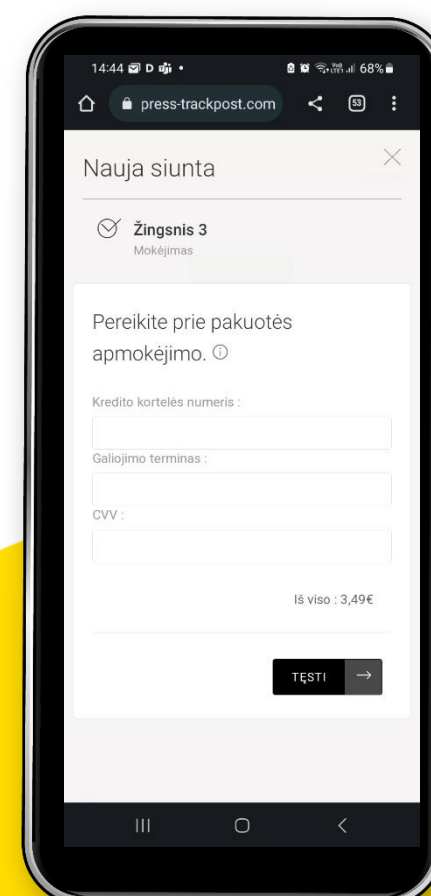 14:44
68%
press-trackpost.com
53
Nauja siunta
Žingsnis 3
Mokėjimas
Pereikite prie pakuotės
apmokėjimo.
Kredito kortelės numeris :
Galiojimo terminas :
CVV :
Iš viso : 3,49€
TĘSTI